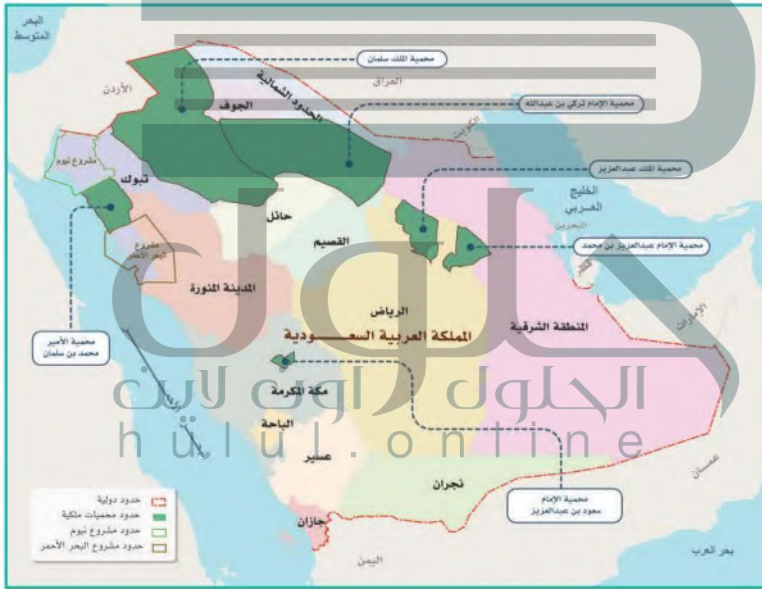 البحر
المتوسط
محمية الملك سلمان
العراق
الأردن
الحدود الشمالية
الجوف
محمية الإمام تركي بن عبدالله
الكويت
مشروع نيوم
تبوك
محمية الملك عبدالعزيز
الخليج
العربي
حائل
البحرين
القصيم
محمية الإمام عبدالعزيز بن محمد
مشروع
البحر الأحمر
قطر
المدينة المنورة
الرياض
الإمارات
المنطقة الشرقية
المملكة العربية السعودية
محمية الأمير
محمد بن سلمان
مكة المكرمة
الحلول اون لاين
hulul.online
الباحة
عسير
عمان
نجران
محمية الإمام
سعود بن عبدالعزيز
جازان
حدود دولية
حدود محميات ملكية
حدود مشروع نيوم
حدود مشروع البحر الأحمر
اليمن
بحر العرب